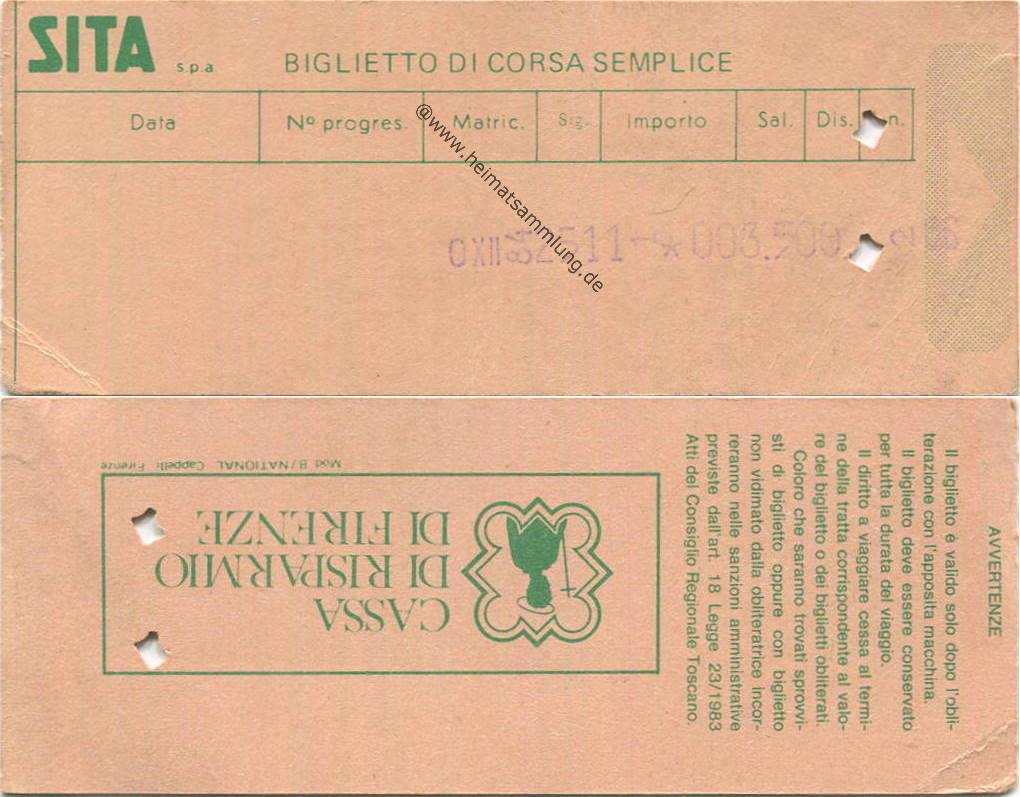 SITA s.p.a BIGLIETTO DI CORSA SEMPLICE
Data Nº progres. Matric. Sig. Importo Sal. Dis. n.
@www.heimatsammlung.de
0XII84 2511 * 003.500
AVVERTENZE
Il biglietto è valido solo dopo l'obli-
terazione con l'apposita macchina.
Il biglietto deve essere conservato
per tutta la durata del viaggio.
Il diritto a viaggiare cessa al termi-
ne della tratta corrispondente al valo-
re del biglietto o dei biglietti obliterati.
Coloro che saranno trovati sprovvi-
sti di biglietto oppure con biglietto
non vidimato dalla obliteratrice incor-
reranno nelle sanzioni amministrative
previste dall'art. 18 Legge 23/1983
Atti del Consiglio Regionale Toscano.
CASSA
DI RISPARMIO
DI FIRENZE
Mod B/NATIONAL Cappelli Firenze